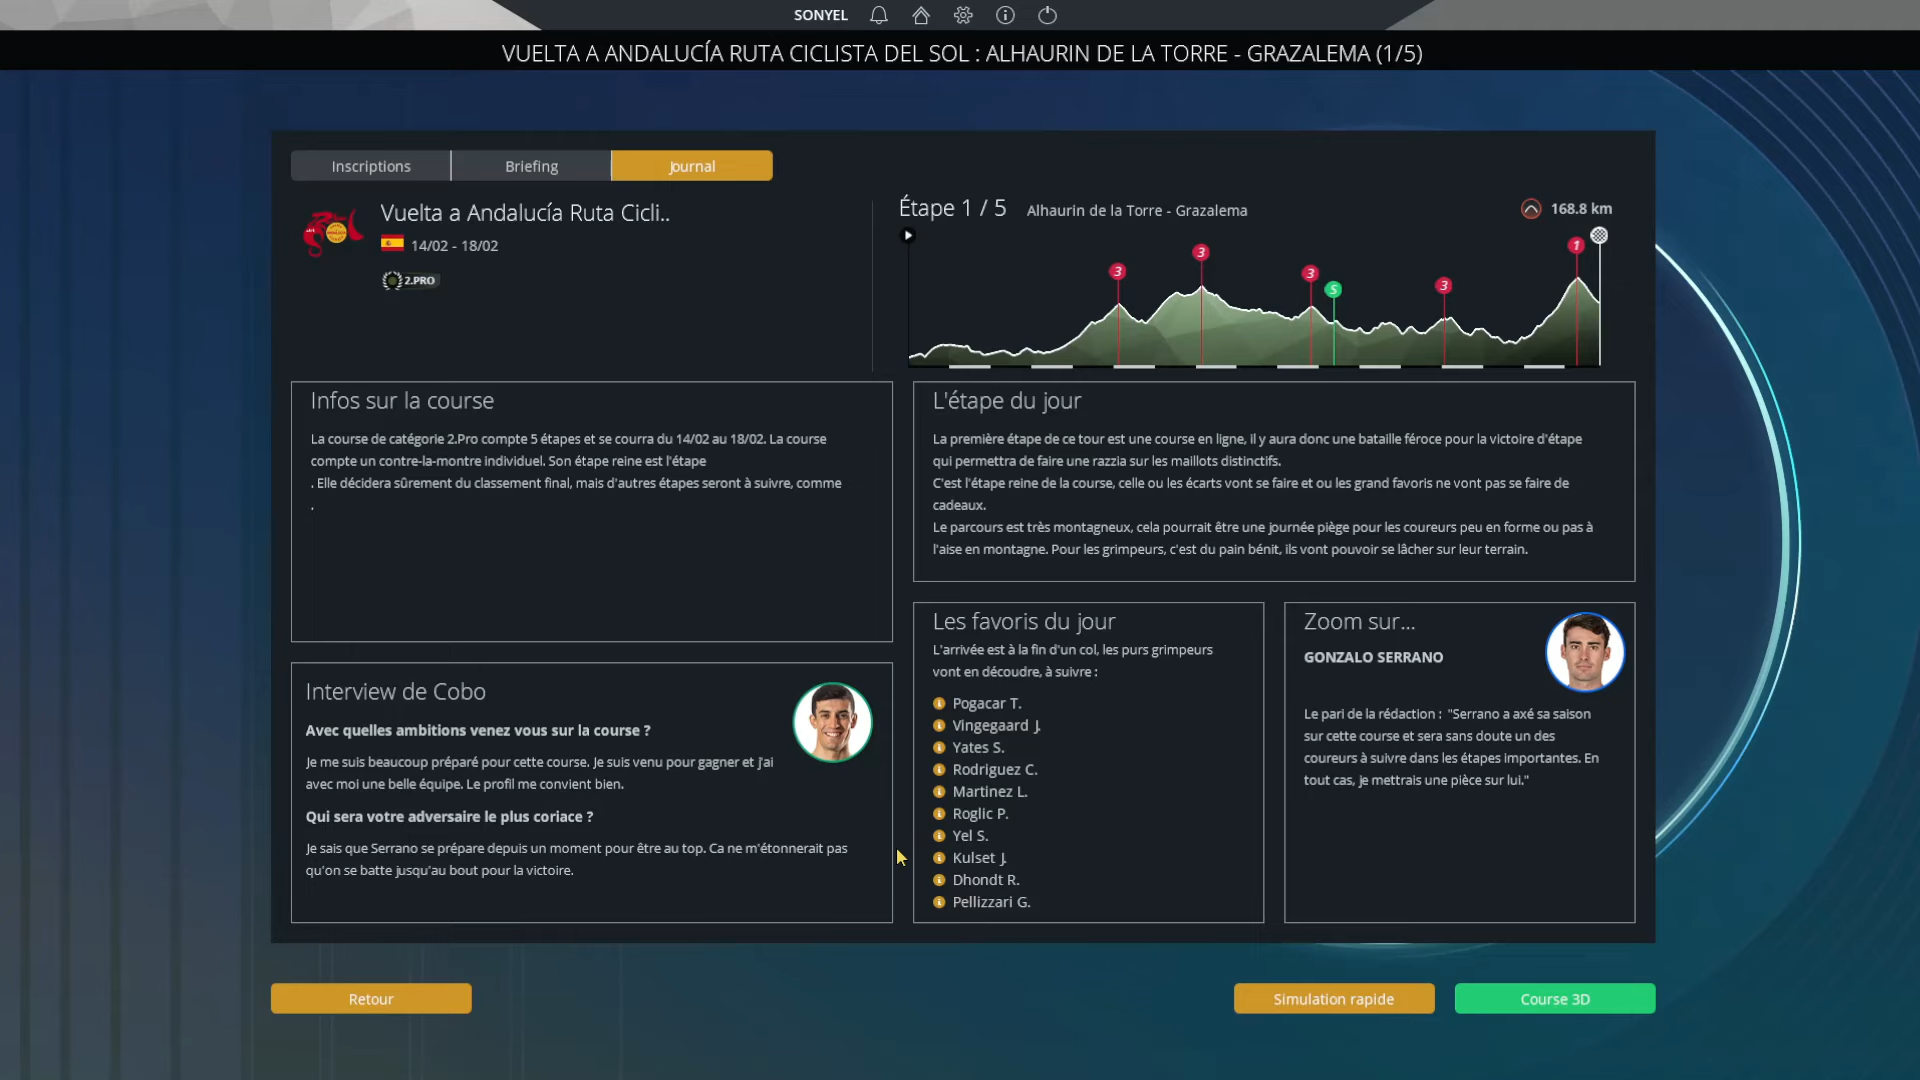 SONYEL
VUELTA A ANDALUCÍA RUTA CICLISTA DEL SOL : ALHAURIN DE LA TORRE - GRAZALEMA (1/5)
Inscriptions
Briefing
Journal
Vuelta a Andalucía Ruta Cicli..
14/02 - 18/02
2.PRO
Étape 1 / 5
Alhaurin de la Torre - Grazalema
168.8 km
3
3
3
S
3
1
Infos sur la course
La course de catégorie 2.Pro compte 5 étapes et se courra du 14/02 au 18/02. La course
compte un contre-la-montre individuel. Son étape reine est l'étape
. Elle décidera sûrement du classement final, mais d'autres étapes seront à suivre, comme
.
L'étape du jour
La première étape de ce tour est une course en ligne, il y aura donc une bataille féroce pour la victoire d'étape
qui permettra de faire une razzia sur les maillots distinctifs.
C'est l'étape reine de la course, celle ou les écarts vont se faire et ou les grand favoris ne vont pas se faire de
cadeaux.
Le parcours est très montagneux, cela pourrait être une journée piège pour les coureurs peu en forme ou pas à
l'aise en montagne. Pour les grimpeurs, c'est du pain bénit, ils vont pouvoir se lâcher sur leur terrain.
Interview de Cobo
Avec quelles ambitions venez vous sur la course ?
Je me suis beaucoup préparé pour cette course. Je suis venu pour gagner et j'ai
avec moi une belle équipe. Le profil me convient bien.
Qui sera votre adversaire le plus coriace ?
Je sais que Serrano se prépare depuis un moment pour être au top. Ca ne m'étonnerait pas
qu'on se batte jusqu'au bout pour la victoire.
Les favoris du jour
L'arrivée est à la fin d'un col, les purs grimpeurs
vont en découdre, à suivre :
Pogacar T.
Vingegaard J.
Yates S.
Rodriguez C.
Martinez L.
Roglic P.
Yel S.
Kulset J.
Dhondt R.
Pellizzari G.
Zoom sur...
GONZALO SERRANO
Le pari de la rédaction : "Serrano a axé sa saison
sur cette course et sera sans doute un des
coureurs à suivre dans les étapes importantes. En
tout cas, je mettrais une pièce sur lui."
Retour
Simulation rapide
Course 3D